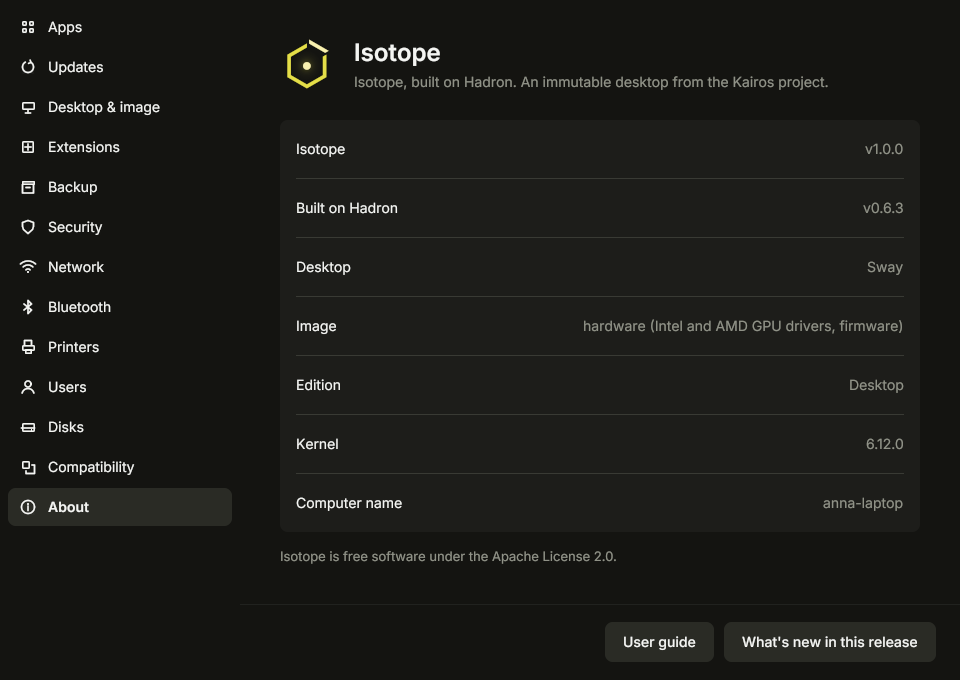 Apps
Updates
Desktop & image
Extensions
Backup
Security
Network
Bluetooth
Printers
Users
Disks
Compatibility
About
Isotope
Isotope, built on Hadron. An immutable desktop from the Kairos project.
Isotope v1.0.0
Built on Hadron v0.6.3
Desktop Sway
Image hardware (Intel and AMD GPU drivers, firmware)
Edition Desktop
Kernel 6.12.0
Computer name anna-laptop
Isotope is free software under the Apache License 2.0.
User guide What's new in this release